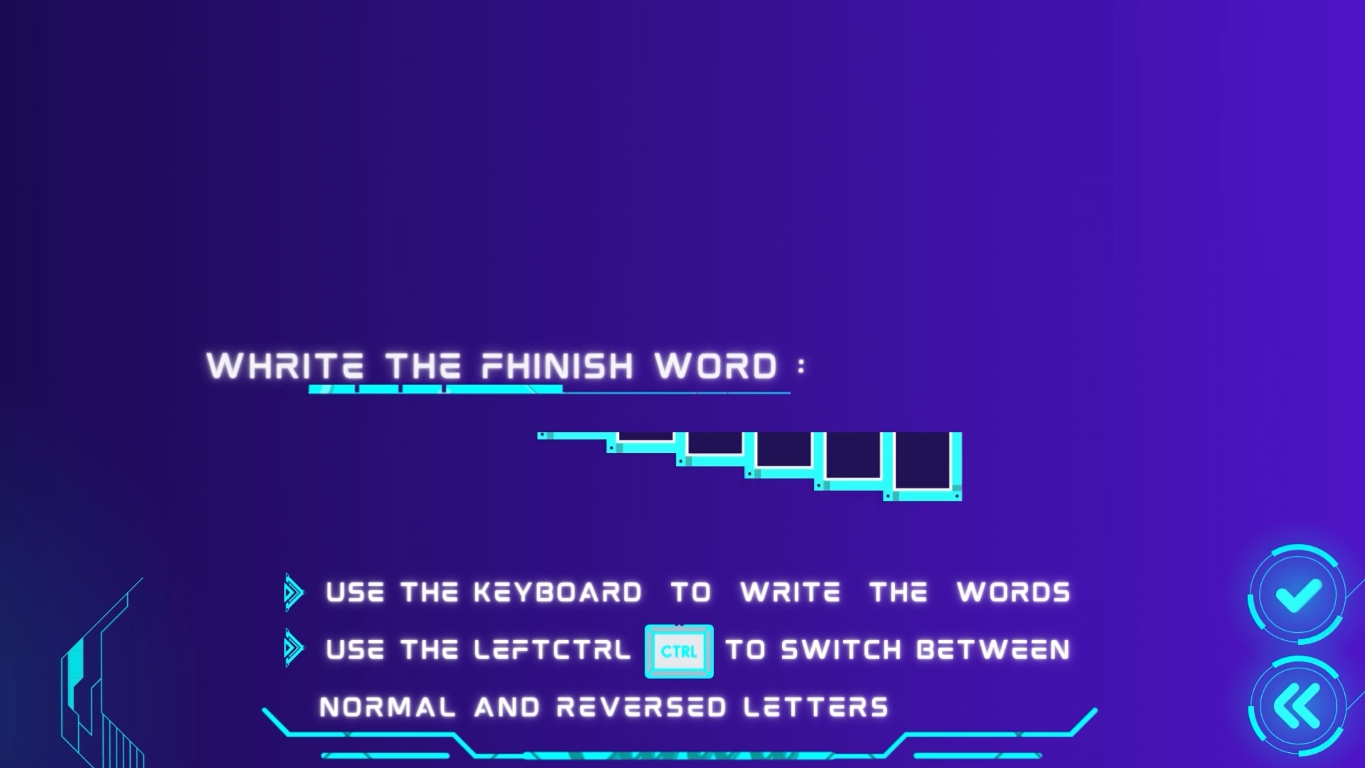 WHRITE THE FHINISH WORD :
USE THE KEYBOARD TO WRITE THE WORDS
USE THE LEFTCTRL CTRL TO SWITCH BETWEEN
NORMAL AND REVERSED LETTERS